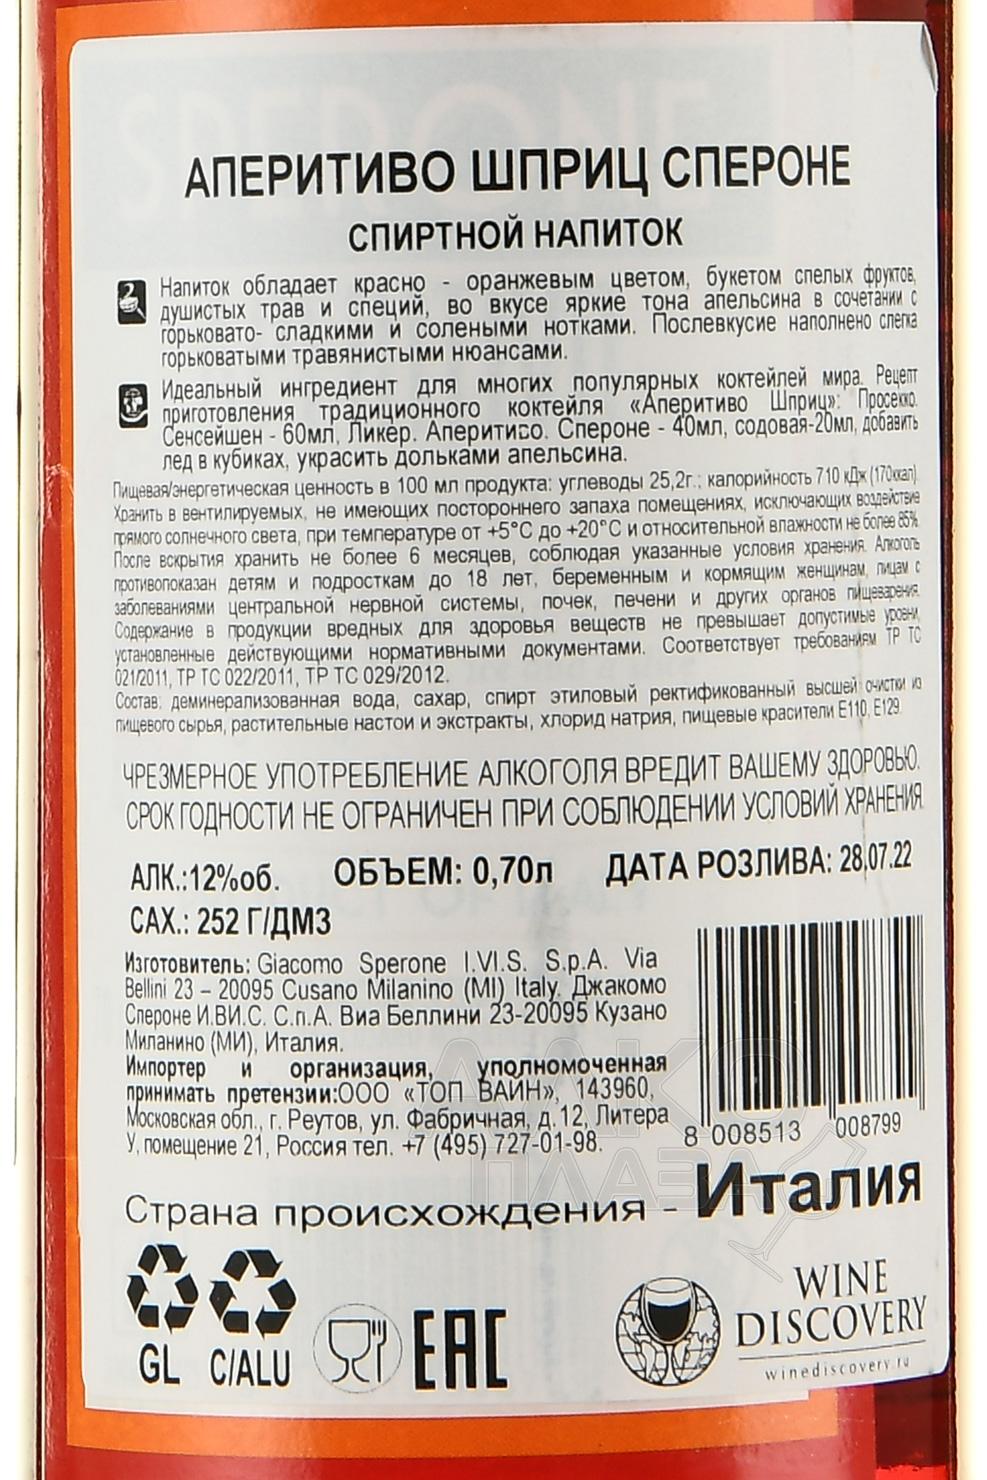 АПЕРИТИВО ШПРИЦ СПЕРОНЕ
СПИРТНОЙ НАПИТОК
Напиток обладает красно - оранжевым цветом, букетом спелых фруктов,
душистых трав и специй, во вкусе яркие тона апельсина в сочетании с
горьковато- сладкими и солеными нотками. Послевкусие наполнено слегка
горьковатыми травянистыми нюансами.
Идеальный ингредиент для многих популярных коктейлей мира. Рецепт
приготовления традиционного коктейля «Аперитиво Шприц»: Просекко.
Сенсейшен - 60мл, Ликер. Аперитиво. Спероне - 40мл, содовая-20мл, добавить
лед в кубиках, украсить дольками апельсина.
Пищевая/энергетическая ценность в 100 мл продукта: углеводы 25,2г.; калорийность 710 кДж (170ккал).
Хранить в вентилируемых, не имеющих постороннего запаха помещениях, исключающих воздействие
прямого солнечного света, при температуре от +5°С до +20°С и относительной влажности не более 85%.
После вскрытия хранить не более 6 месяцев, соблюдая указанные условия хранения. Алкоголь
противопоказан детям и подросткам до 18 лет, беременным и кормящим женщинам, лицам с
заболеваниями центральной нервной системы, почек, печени и других органов пищеварения.
Содержание в продукции вредных для здоровья веществ не превышает допустимые уровни,
установленные действующими нормативными документами. Соответствует требованиям ТР ТС
021/2011, ТР ТС 022/2011, ТР ТС 029/2012.
Состав: деминерализованная вода, сахар, спирт этиловый ректификованный высшей очистки из
пищевого сырья, растительные настои и экстракты, хлорид натрия, пищевые красители Е110, Е129.
ЧРЕЗМЕРНОЕ УПОТРЕБЛЕНИЕ АЛКОГОЛЯ ВРЕДИТ ВАШЕМУ ЗДОРОВЬЮ.
СРОК ГОДНОСТИ НЕ ОГРАНИЧЕН ПРИ СОБЛЮДЕНИИ УСЛОВИЙ ХРАНЕНИЯ.
АЛК.:12%об. ОБЪЕМ: 0,70л ДАТА РОЗЛИВА: 28.07.22
САХ.: 252 Г/ДМ3
Изготовитель: Giacomo Sperone I.VI.S. S.p.A. Via
Bellini 23 – 20095 Cusano Milanino (MI) Italy. Джакомо
Спероне И.ВИ.С. С.п.А. Виа Беллини 23-20095 Кузано
Миланино (МИ), Италия.
Импортер и организация, уполномоченная
принимать претензии:ООО «ТОП ВАЙН», 143960,
Московская обл., г. Реутов, ул. Фабричная, д.12, Литера
У, помещение 21, Россия тел. +7 (495) 727-01-98.
8 008513 008799
Страна происхождения - Италия
GL C/ALU
EAC
WINE
DISCOVERY
winediscovery.ru
АЛКО
ПЛАЗА
SPERONE